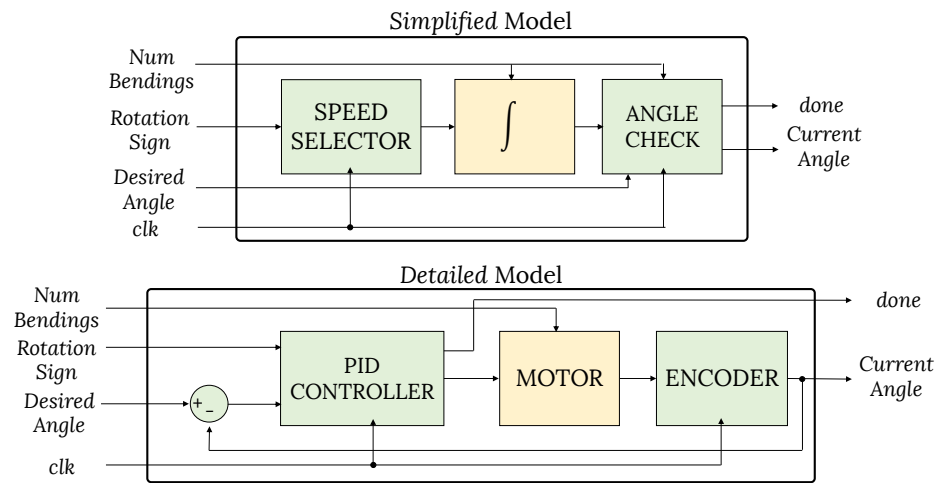 Simplified Model
Num
Bendings
Rotation
Sign
Desired
Angle
clk
SPEED
SELECTOR
∫
ANGLE
CHECK
done
Current
Angle
Detailed Model
Num
Bendings
Rotation
Sign
Desired
Angle
clk
+
−
PID
CONTROLLER
MOTOR
ENCODER
done
Current
Angle